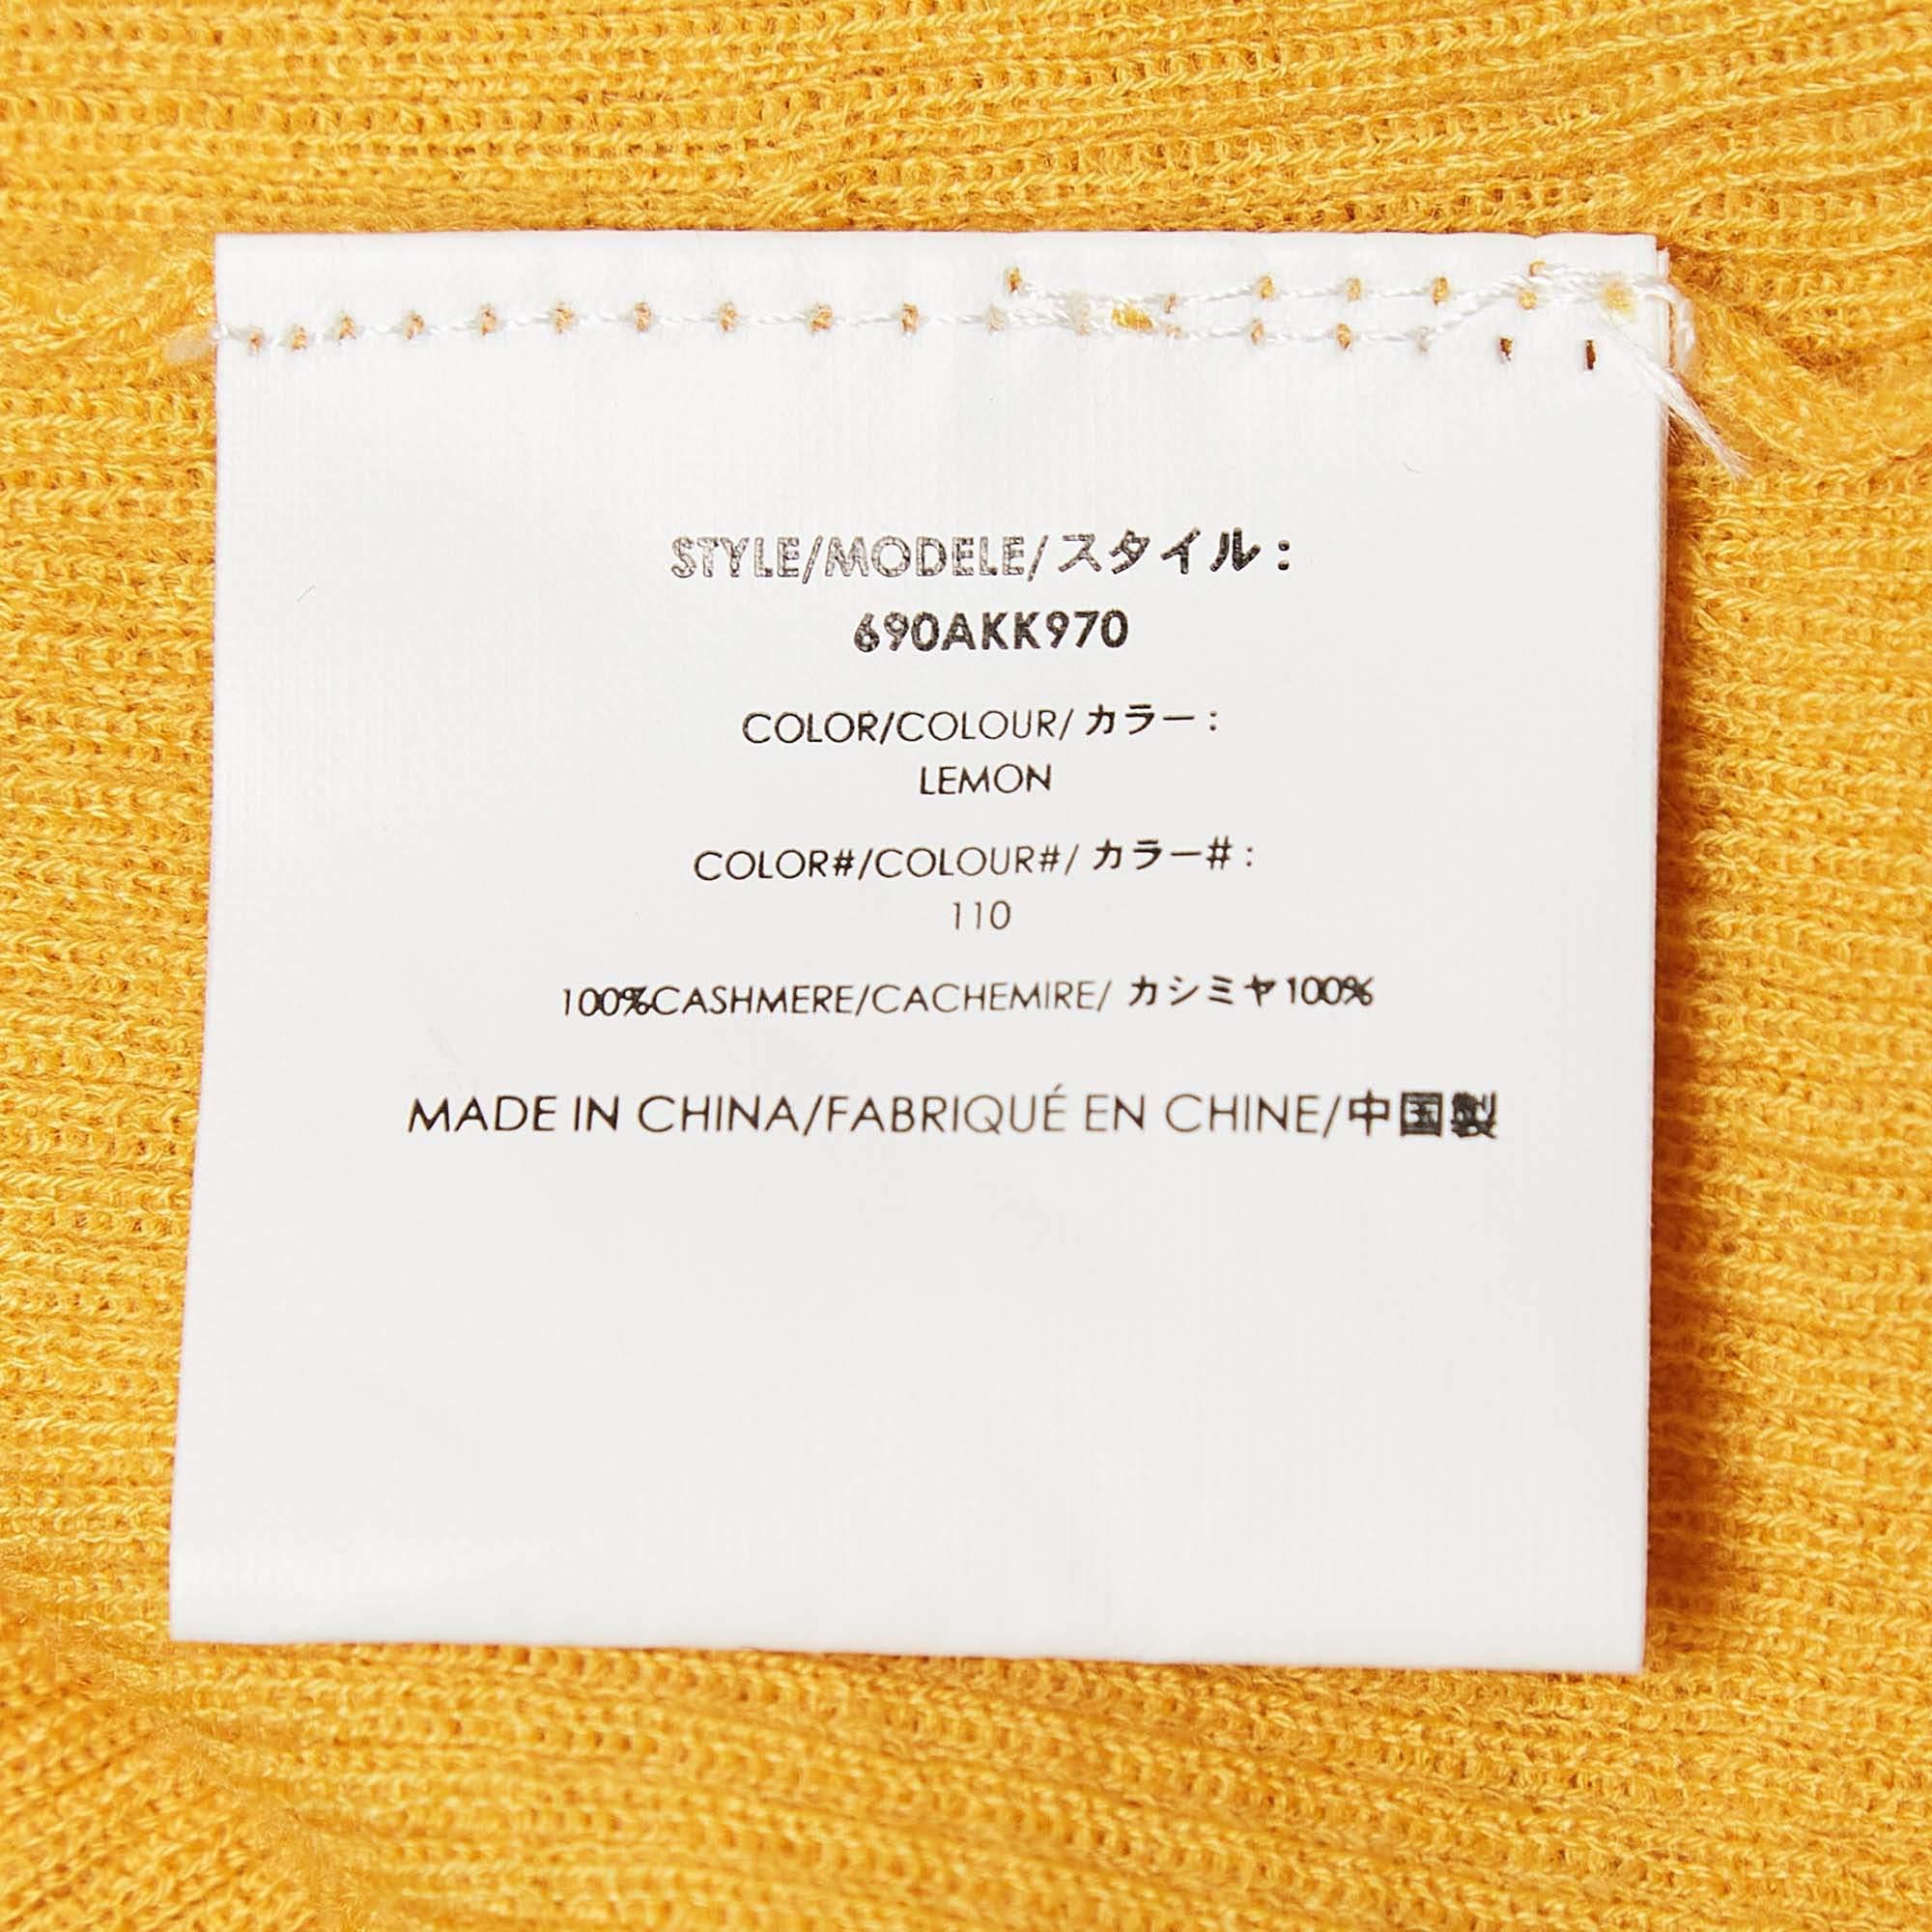 STYLE/MODELE/スタイル:
690AKK970
COLOR/COLOUR/カラー:
LEMON
COLOR#/COLOUR#/カラー#:
110
100%CASHMERE/CACHEMIRE/ カシミヤ100%
MADE IN CHINA/FABRIQUÉ EN CHINE/中国製